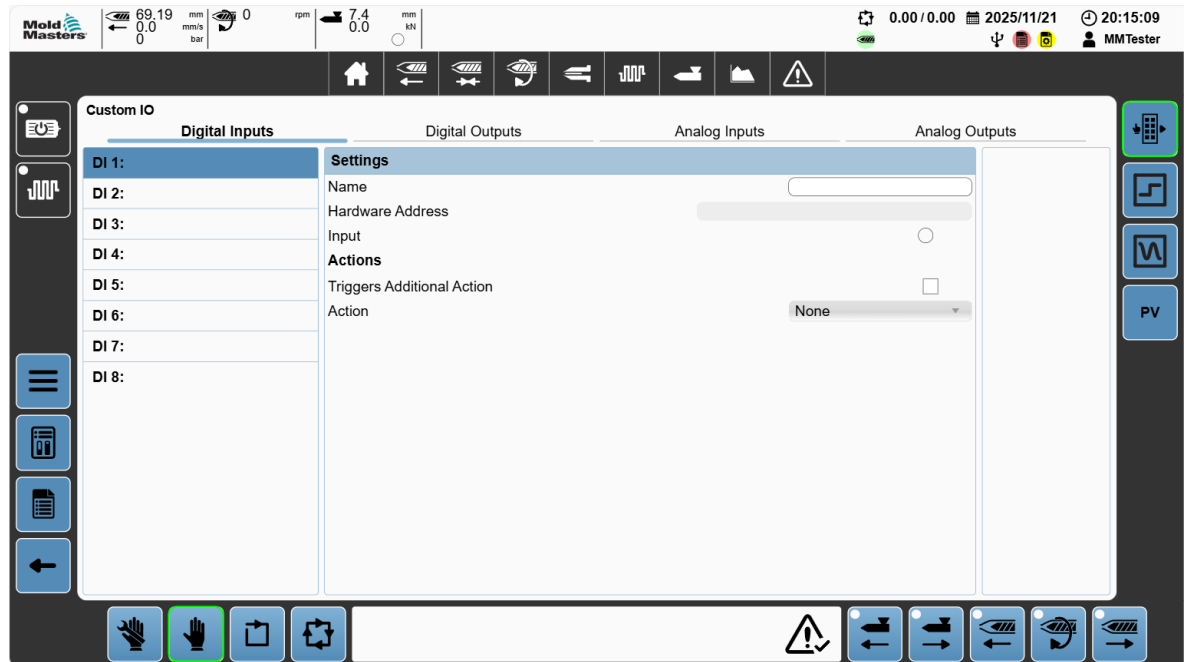 Mold
Masters
69.19 mm
0.0 mm/s
0 bar
0 rpm
7.4 mm
0.0 kN
0.00 / 0.00
2025/11/21
20:15:09
MMTester
Custom IO
Digital Inputs
Digital Outputs
Analog Inputs
Analog Outputs
DI 1:
DI 2:
DI 3:
DI 4:
DI 5:
DI 6:
DI 7:
DI 8:
Settings
Name
Hardware Address
Input
Actions
Triggers Additional Action
Action None
PV